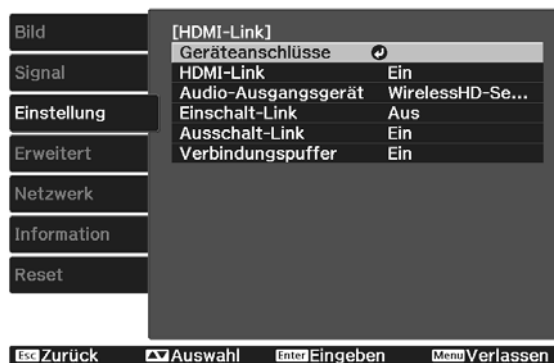 Bild
Signal
Einstellung
Erweitert
Netzwerk
Information
Reset
[HDMI-Link]
Geräteanschlüsse
HDMI-Link Ein
Audio-Ausgangsgerät WirelessHD-Se...
Einschalt-Link Aus
Ausschalt-Link Ein
Verbindungspuffer Ein
Esc Zurück Auswahl Enter Eingeben Menu Verlassen